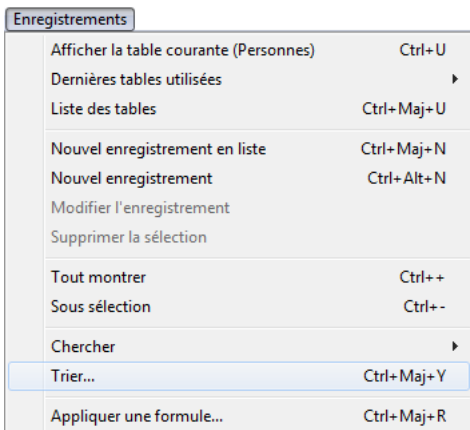 Enregistrements
Afficher la table courante (Personnes) Ctrl+U
Dernières tables utilisées
Liste des tables Ctrl+Maj+U
Nouvel enregistrement en liste Ctrl+Maj+N
Nouvel enregistrement Ctrl+Alt+N
Modifier l'enregistrement
Supprimer la sélection
Tout montrer Ctrl++
Sous sélection Ctrl+-
Chercher
Trier... Ctrl+Maj+Y
Appliquer une formule... Ctrl+Maj+R